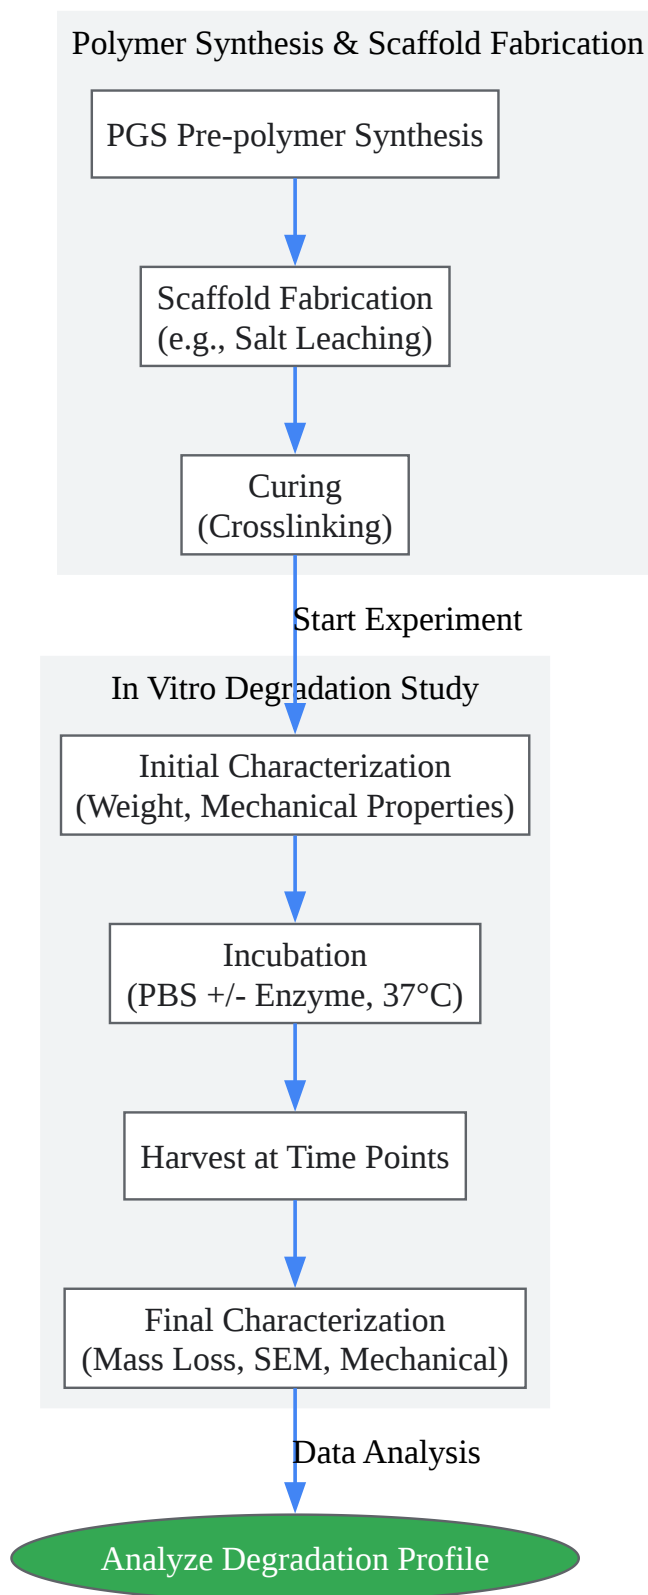 Polymer Synthesis & Scaffold Fabrication
PGS Pre-polymer Synthesis
Scaffold Fabrication
(e.g., Salt Leaching)
Curing
(Crosslinking)
Start Experiment
In Vitro Degradation Study
Initial Characterization
(Weight, Mechanical Properties)
Incubation
(PBS +/- Enzyme, 37°C)
Harvest at Time Points
Final Characterization
(Mass Loss, SEM, Mechanical)
Data Analysis
Analyze Degradation Profile